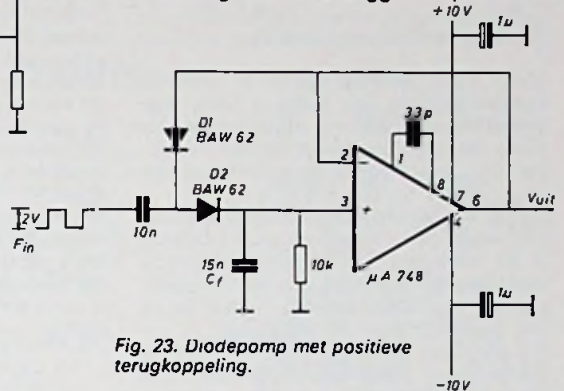 +10V
1µ
33p
D1
BAW 62
D2
BAW 62
2
1
8
7
6
Vuit
3
+
4
2V
Fin
10n
15n
Cf
10k
µA 748
1µ
Fig. 23. Diodepomp met positieve
terugkoppeling.
-10V